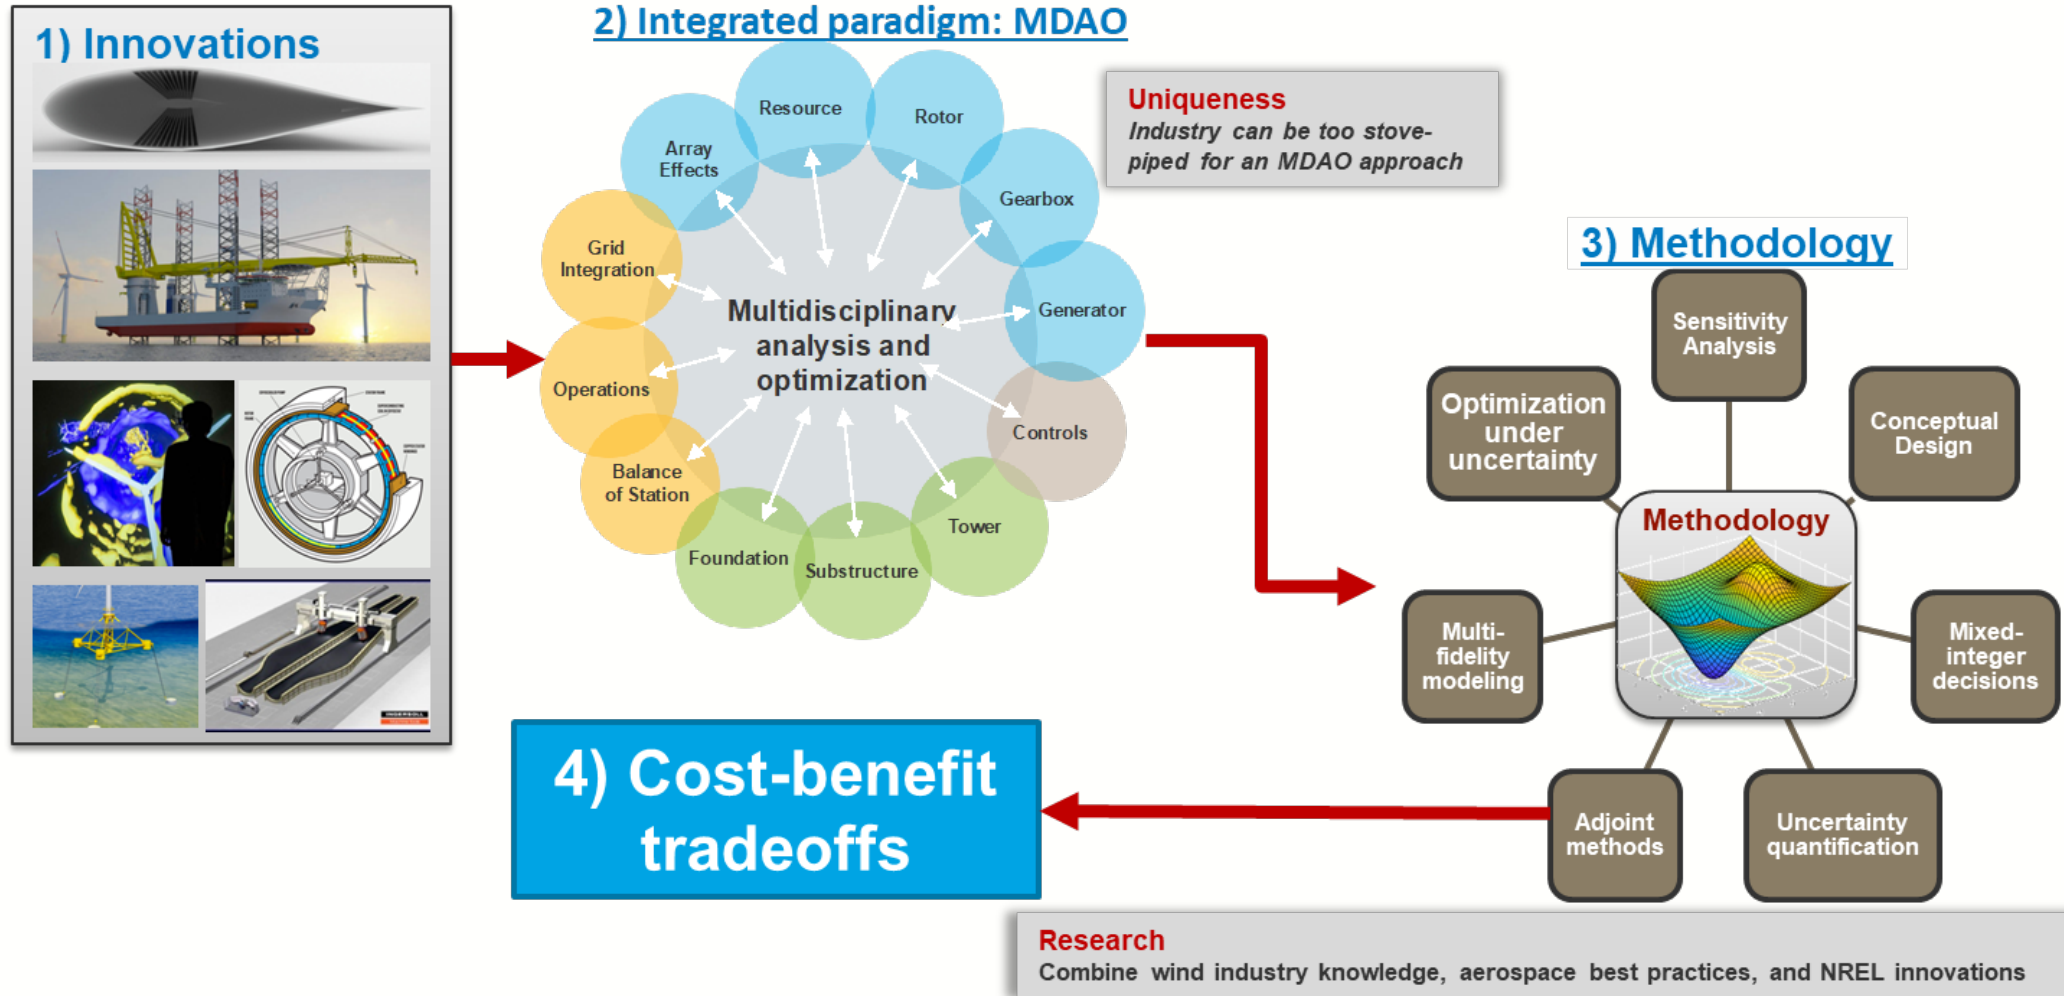 1) Innovations
INGERSOLL
2) Integrated paradigm: MDAO
Resource
Rotor
Array
Effects
Gearbox
Grid
Integration
Generator
Multidisciplinary
analysis and
optimization
Operations
Controls
Balance
of Station
Tower
Foundation
Substructure
Uniqueness
Industry can be too stove-
piped for an MDAO approach
3) Methodology
Sensitivity
Analysis
Optimization
under
uncertainty
Conceptual
Design
Methodology
Multi-
fidelity
modeling
Mixed-
integer
decisions
Adjoint
methods
Uncertainty
quantification
4) Cost-benefit
tradeoffs
Research
Combine wind industry knowledge, aerospace best practices, and NREL innovations